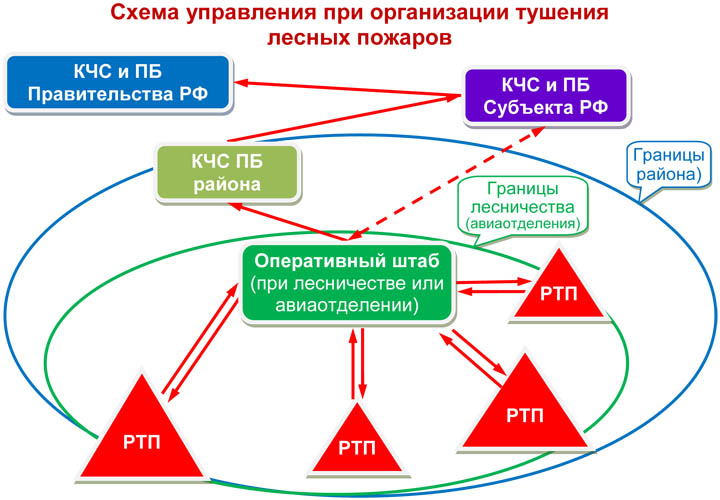 Схема управления при организации тушения
лесных пожаров
КЧС и ПБ
Правительства РФ
КЧС и ПБ
Субъекта РФ
КЧС ПБ
района
Границы
района)
Границы
лесничества
(авиаотделения)
Оперативный штаб
(при лесничестве или
авиаотделении)
РТП
РТП
РТП
РТП